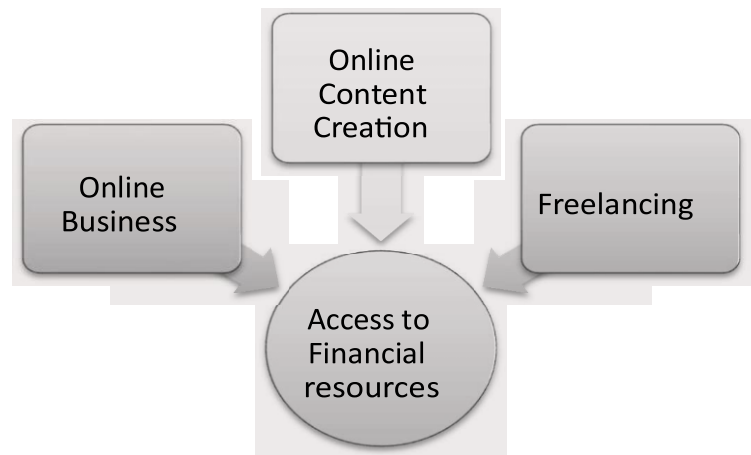 Online
Content
Creation
Online
Business
Freelancing
Access to
Financial
resources